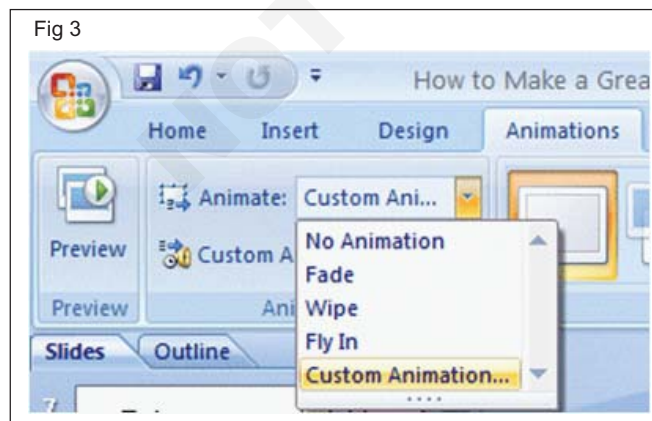 Fig 3
How to Make a Grea
Home Insert Design Animations
Animate: Custom Ani...
Preview Custom A
No Animation
Fade
Wipe
Preview Ani
Fly In
Slides Outline
Custom Animation...
7